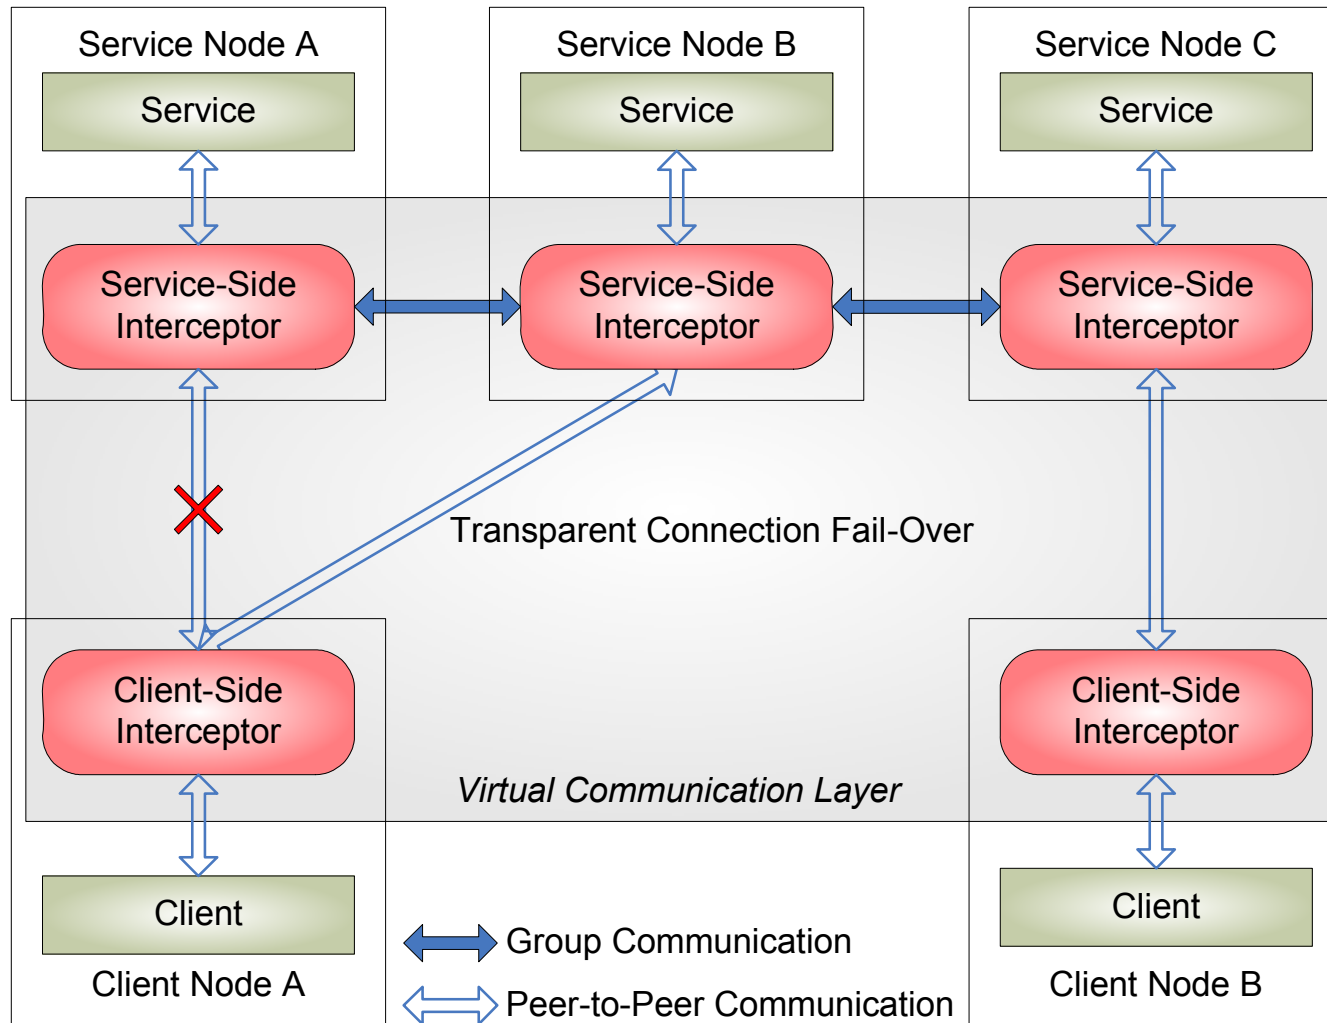 Service Node A
Service Node B
Service Node C
Service
Service
Service
Service-Side
Interceptor
Service-Side
Interceptor
Service-Side
Interceptor
Transparent Connection Fail-Over
Client-Side
Interceptor
Client-Side
Interceptor
Virtual Communication Layer
Client
Client
Client Node A
Client Node B
Group Communication
Peer-to-Peer Communication